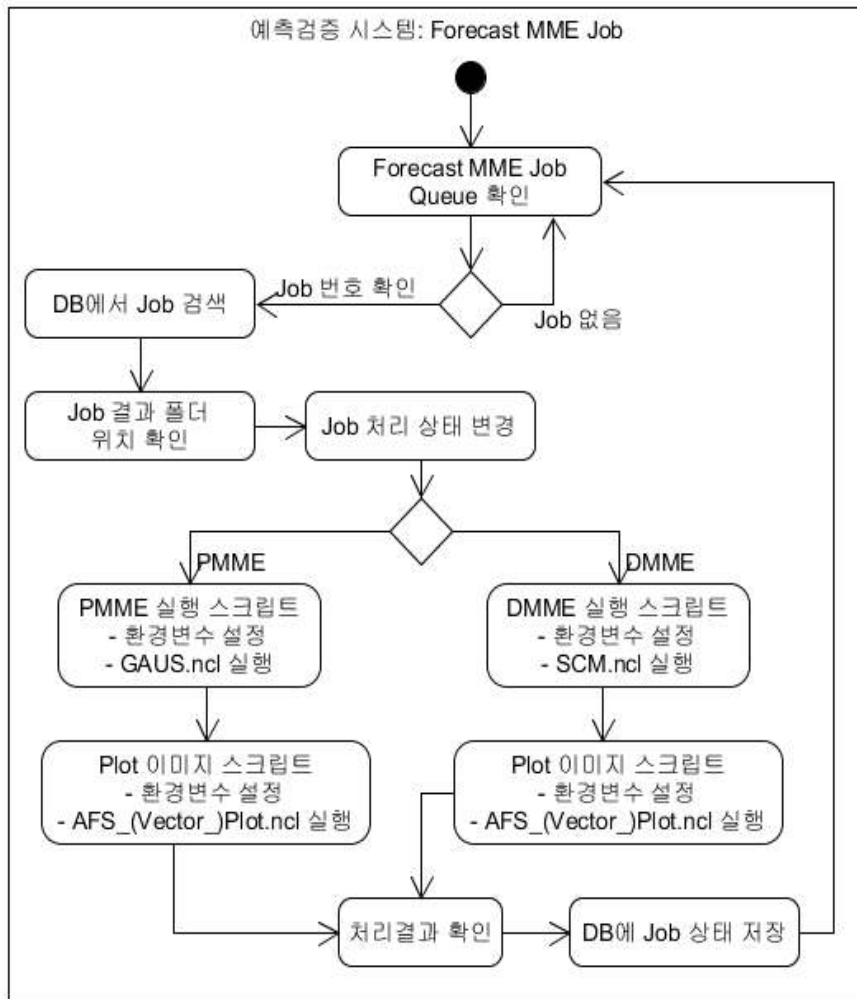 예측검증 시스템: Forecast MME Job
Forecast MME Job
Queue 확인
Job 번호 확인
Job 없음
DB에서 Job 검색
Job 결과 폴더
위치 확인
Job 처리 상태 변경
PMME
DMME
PMME 실행 스크립트
- 환경변수 설정
- GAUS.ncl 실행
DMME 실행 스크립트
- 환경변수 설정
- SCM.ncl 실행
Plot 이미지 스크립트
- 환경변수 설정
- AFS_(Vector_)Plot.ncl 실행
Plot 이미지 스크립트
- 환경변수 설정
- AFS_(Vector_)Plot.ncl 실행
처리결과 확인
DB에 Job 상태 저장